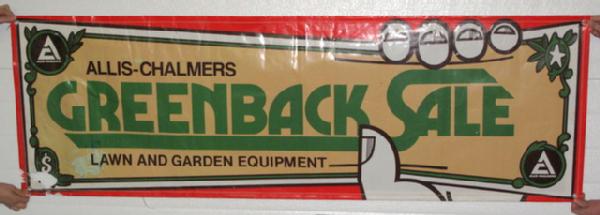 ALLIS-CHALMERS
GREENBACK SALE
LAWN AND GARDEN EQUIPMENT
$